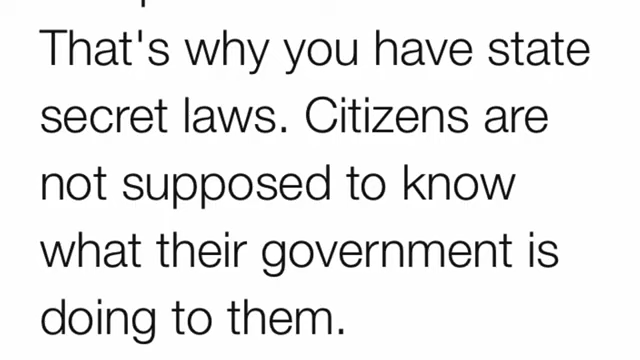 That's why you have state
secret laws. Citizens are
not supposed to know
what their government is
doing to them.